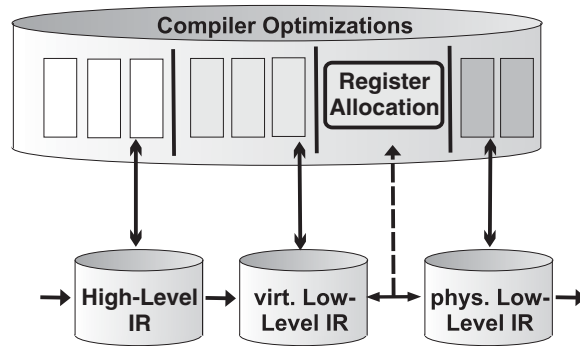 Compiler Optimizations
Register
Allocation
High-Level
IR
virt. Low-
Level IR
phys. Low-
Level IR